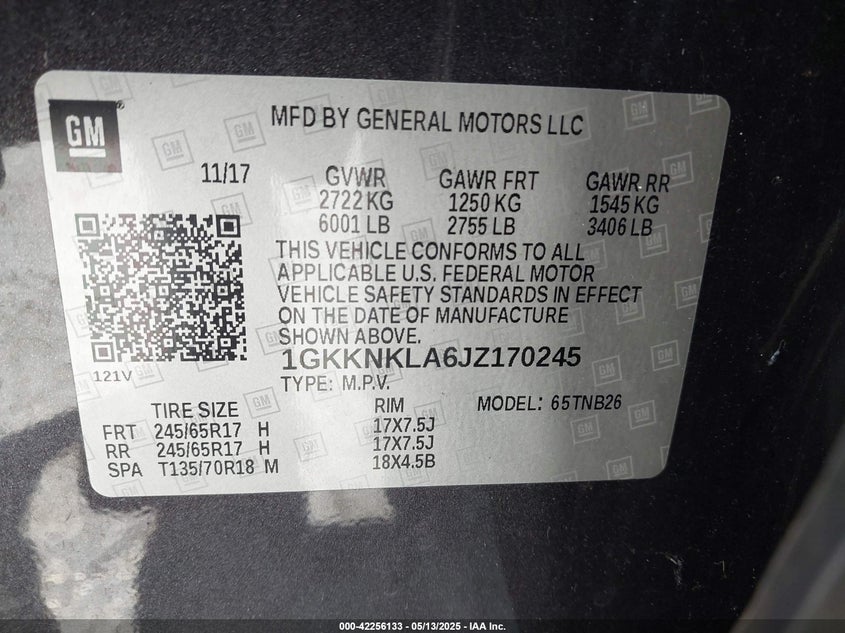 GM
MFD BY GENERAL MOTORS LLC
11/17 GVWR GAWR FRT GAWR RR
2722 KG 1250 KG 1545 KG
6001 LB 2755 LB 3406 LB
THIS VEHICLE CONFORMS TO ALL
APPLICABLE U.S. FEDERAL MOTOR
VEHICLE SAFETY STANDARDS IN EFFECT
ON THE DATE OF MANUFACTURE
SHOWN ABOVE.
1GKKNKLA6JZ170245
121V
TYPE: M.P.V.
TIRE SIZE RIM MODEL: 65TNB26
FRT 245/65R17 H 17X7.5J
RR 245/65R17 H 17X7.5J
SPA T135/70R18 M 18X4.5B
000-42256133 — 05/13/2025 — IAA Inc.